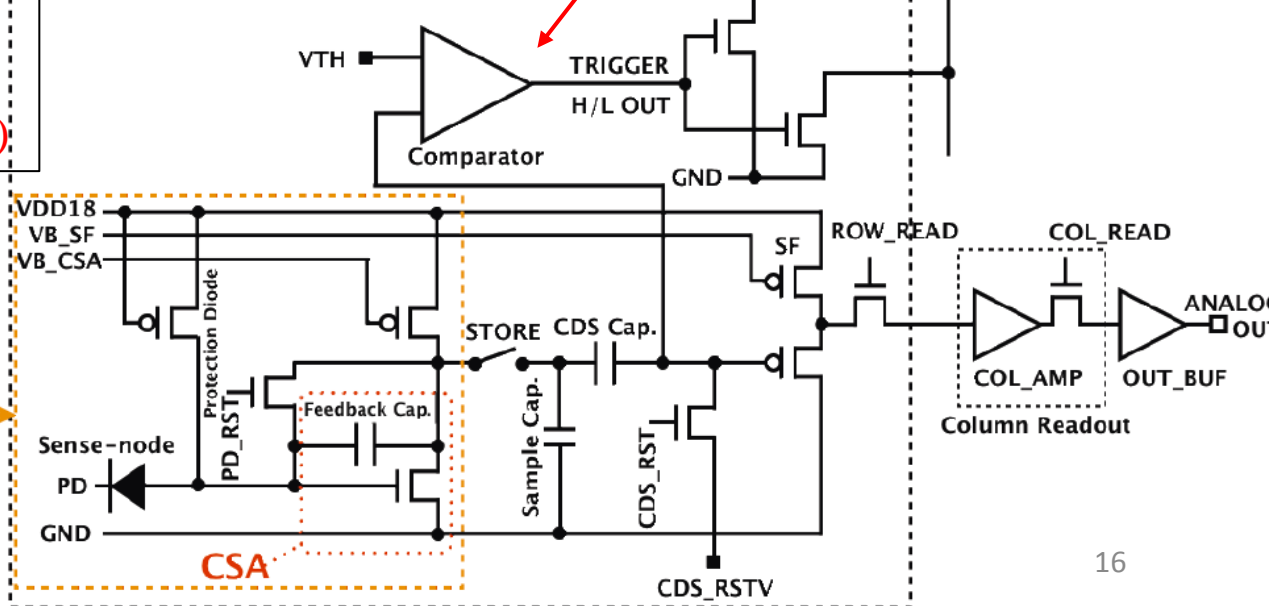 )
VTH
TRIGGER
H/L OUT
Comparator
GND
VDD18
VB_SF
VB_CSA
SF
ROW_READ
COL_READ
Protection Diode
STORE
CDS Cap.
ANALOG
OUT
COL_AMP
OUT_BUF
Column Readout
PD_RST
Feedback Cap.
Sample Cap.
CDS_RST
Sense-node
PD
GND
CSA
CDS_RSTV
16